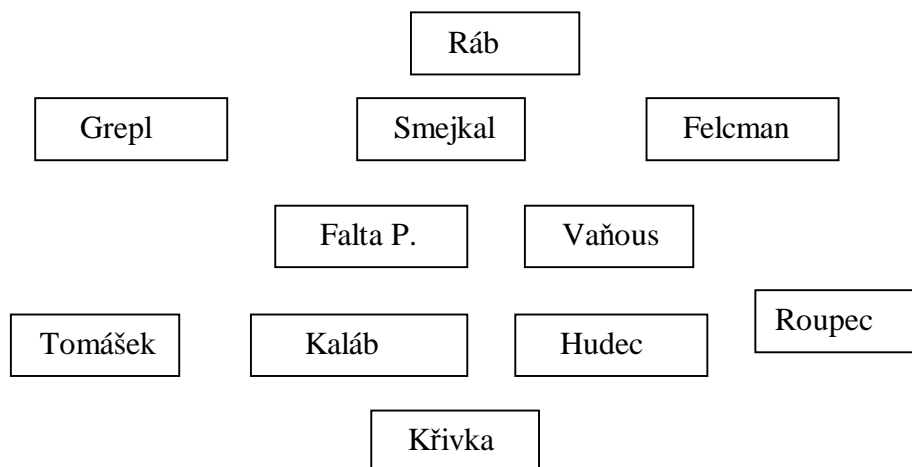 Ráb
Grepl Smejkal Felcman
Falta P. Vaňous
Tomášek Kaláb Hudec Roupec
Křivka